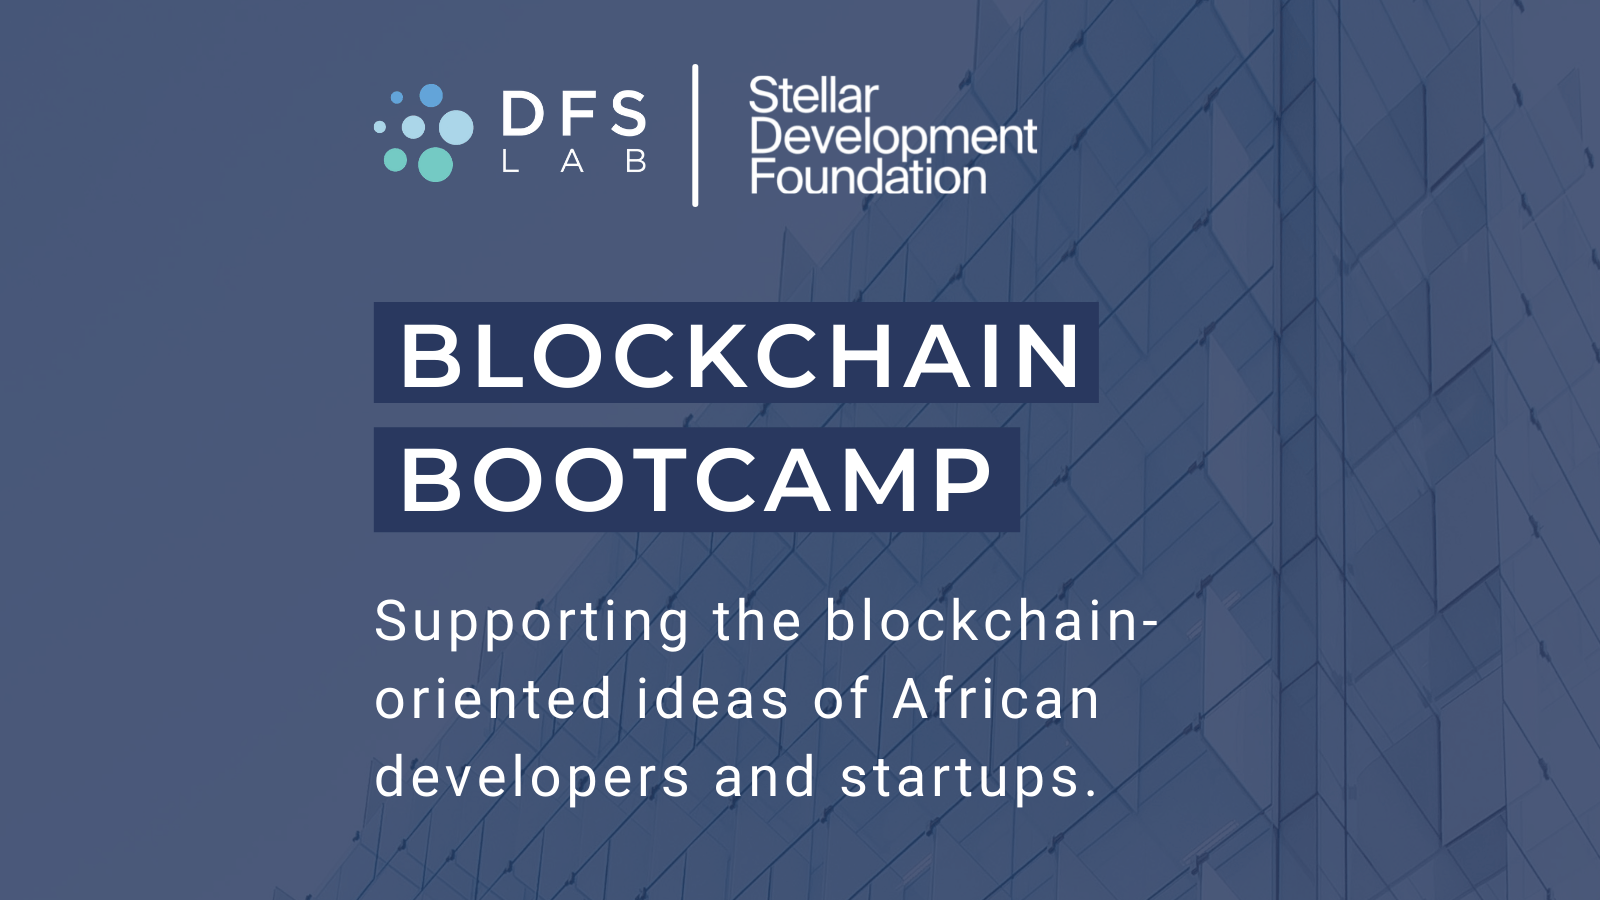 DFS
LAB
Stellar
Development
Foundation
BLOCKCHAIN
BOOTCAMP
Supporting the blockchain-
oriented ideas of African
developers and startups.